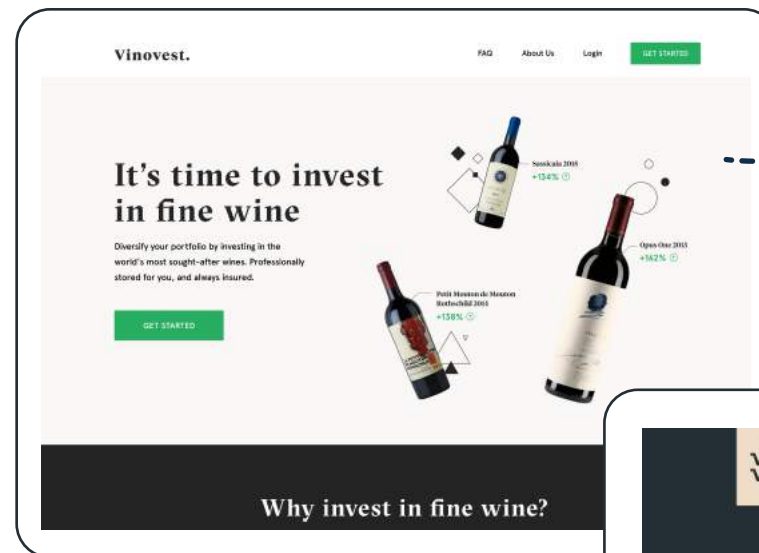 Vinovest.
FAQ
About Us
Login
GET STARTED
It's time to invest
in fine wine
Diversify your portfolio by investing in the
world's most sought-after wines. Professionally
stored for you, and always insured.
GET STARTED
Sassicaia 2015
+134%
Opus One 2015
+162%
Petit Mouton de Mouton
Rothschild 2011
+138%
Why invest in fine wine?